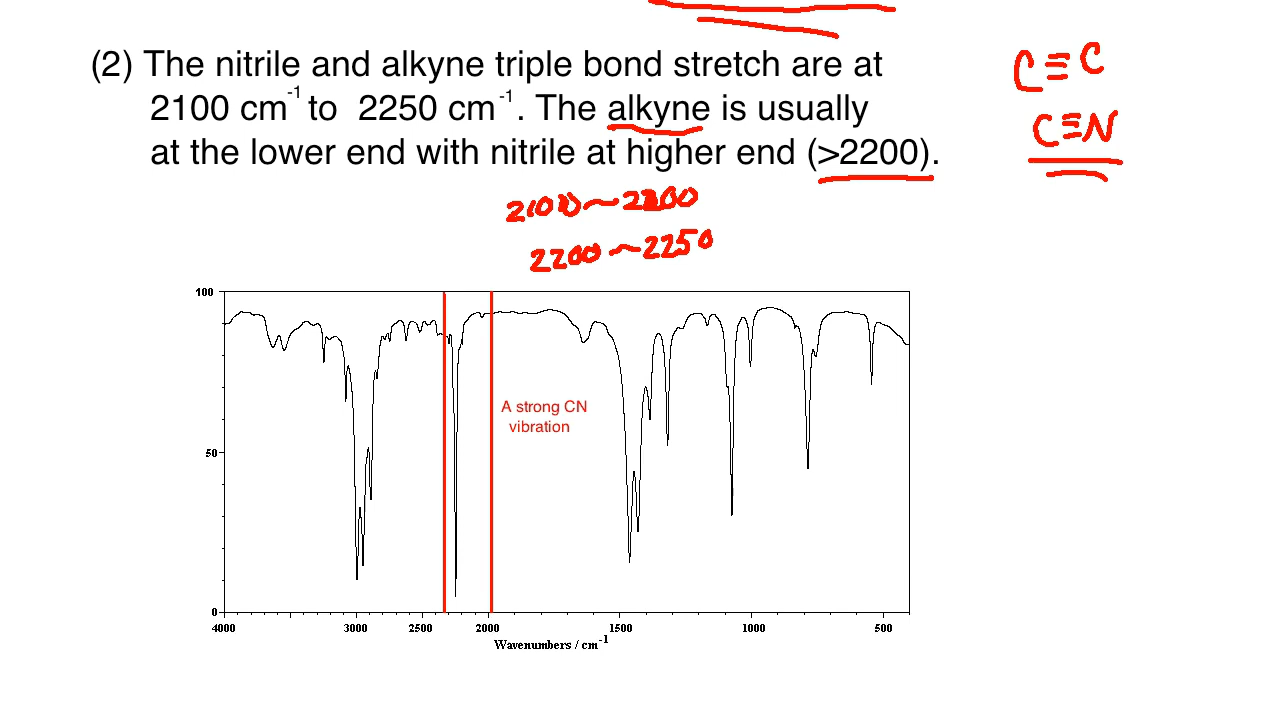 (2) The nitrile and alkyne triple bond stretch are at
2100 cm⁻¹ to 2250 cm⁻¹. The alkyne is usually
at the lower end with nitrile at higher end (>2200).
C≡C
C≡N
2100~2200
2200~2250
100
50
0
A strong CN
vibration
4000 3000 2500 2000 1500 1000 500
Wavenumbers / cm⁻¹